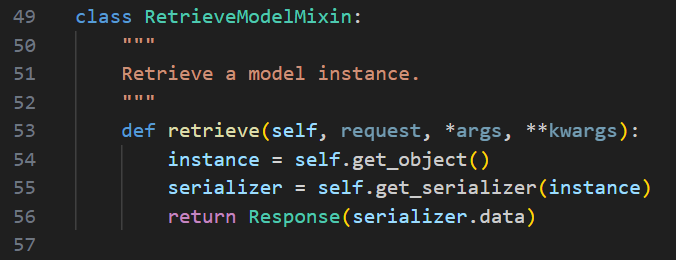 49 class RetrieveModelMixin:
50     """
51     Retrieve a model instance.
52     """
53     def retrieve(self, request, *args, **kwargs):
54         instance = self.get_object()
55         serializer = self.get_serializer(instance)
56         return Response(serializer.data)
57